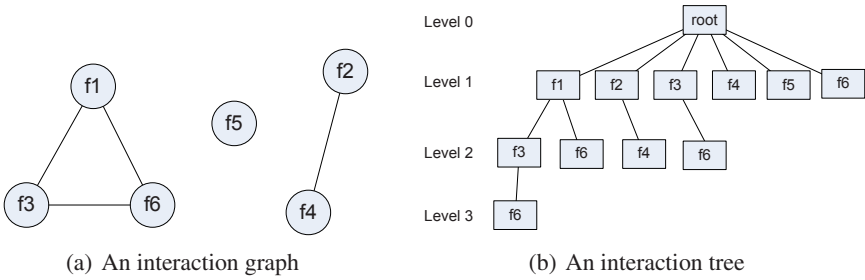 f1
f2
f5
f3
f6
f4
(a) An interaction graph
Level 0
root
Level 1
f1
f2
f3
f4
f5
f6
Level 2
f3
f6
f4
f6
Level 3
f6
(b) An interaction tree